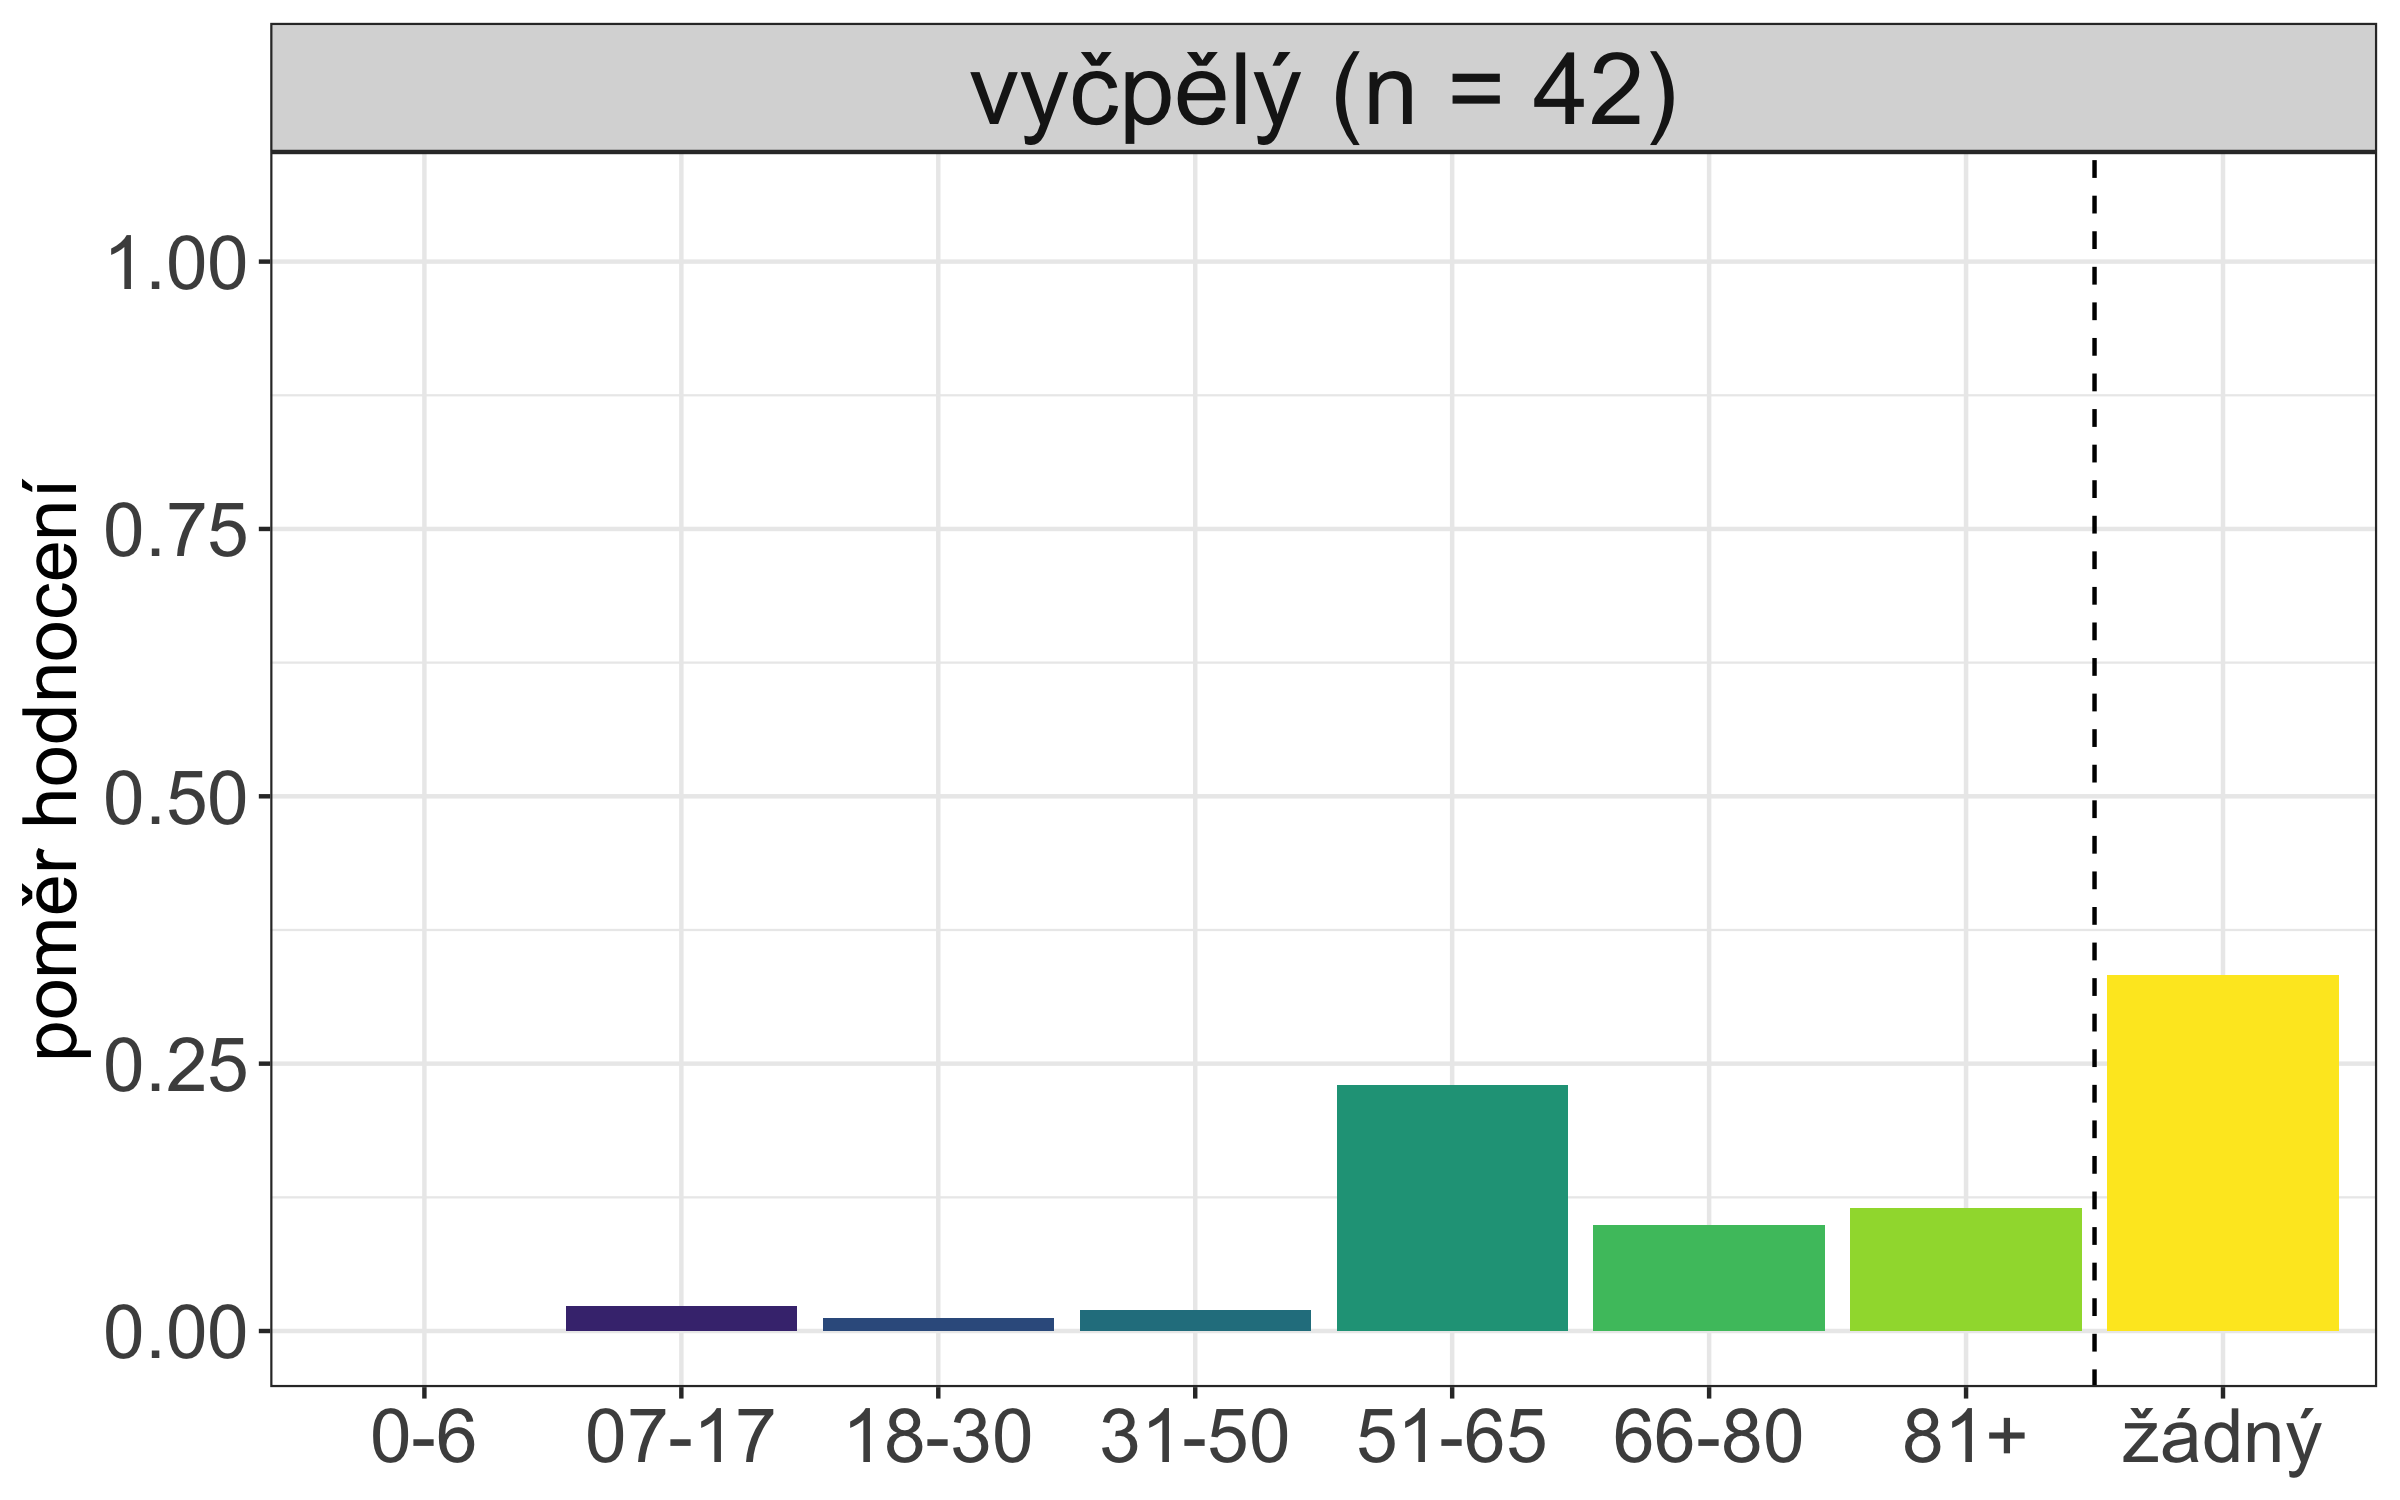 vyčpělý (n = 42)
poměr hodnocení
1.00
0.75
0.50
0.25
0.00
0-6 07-17 18-30 31-50 51-65 66-80 81+ žádný